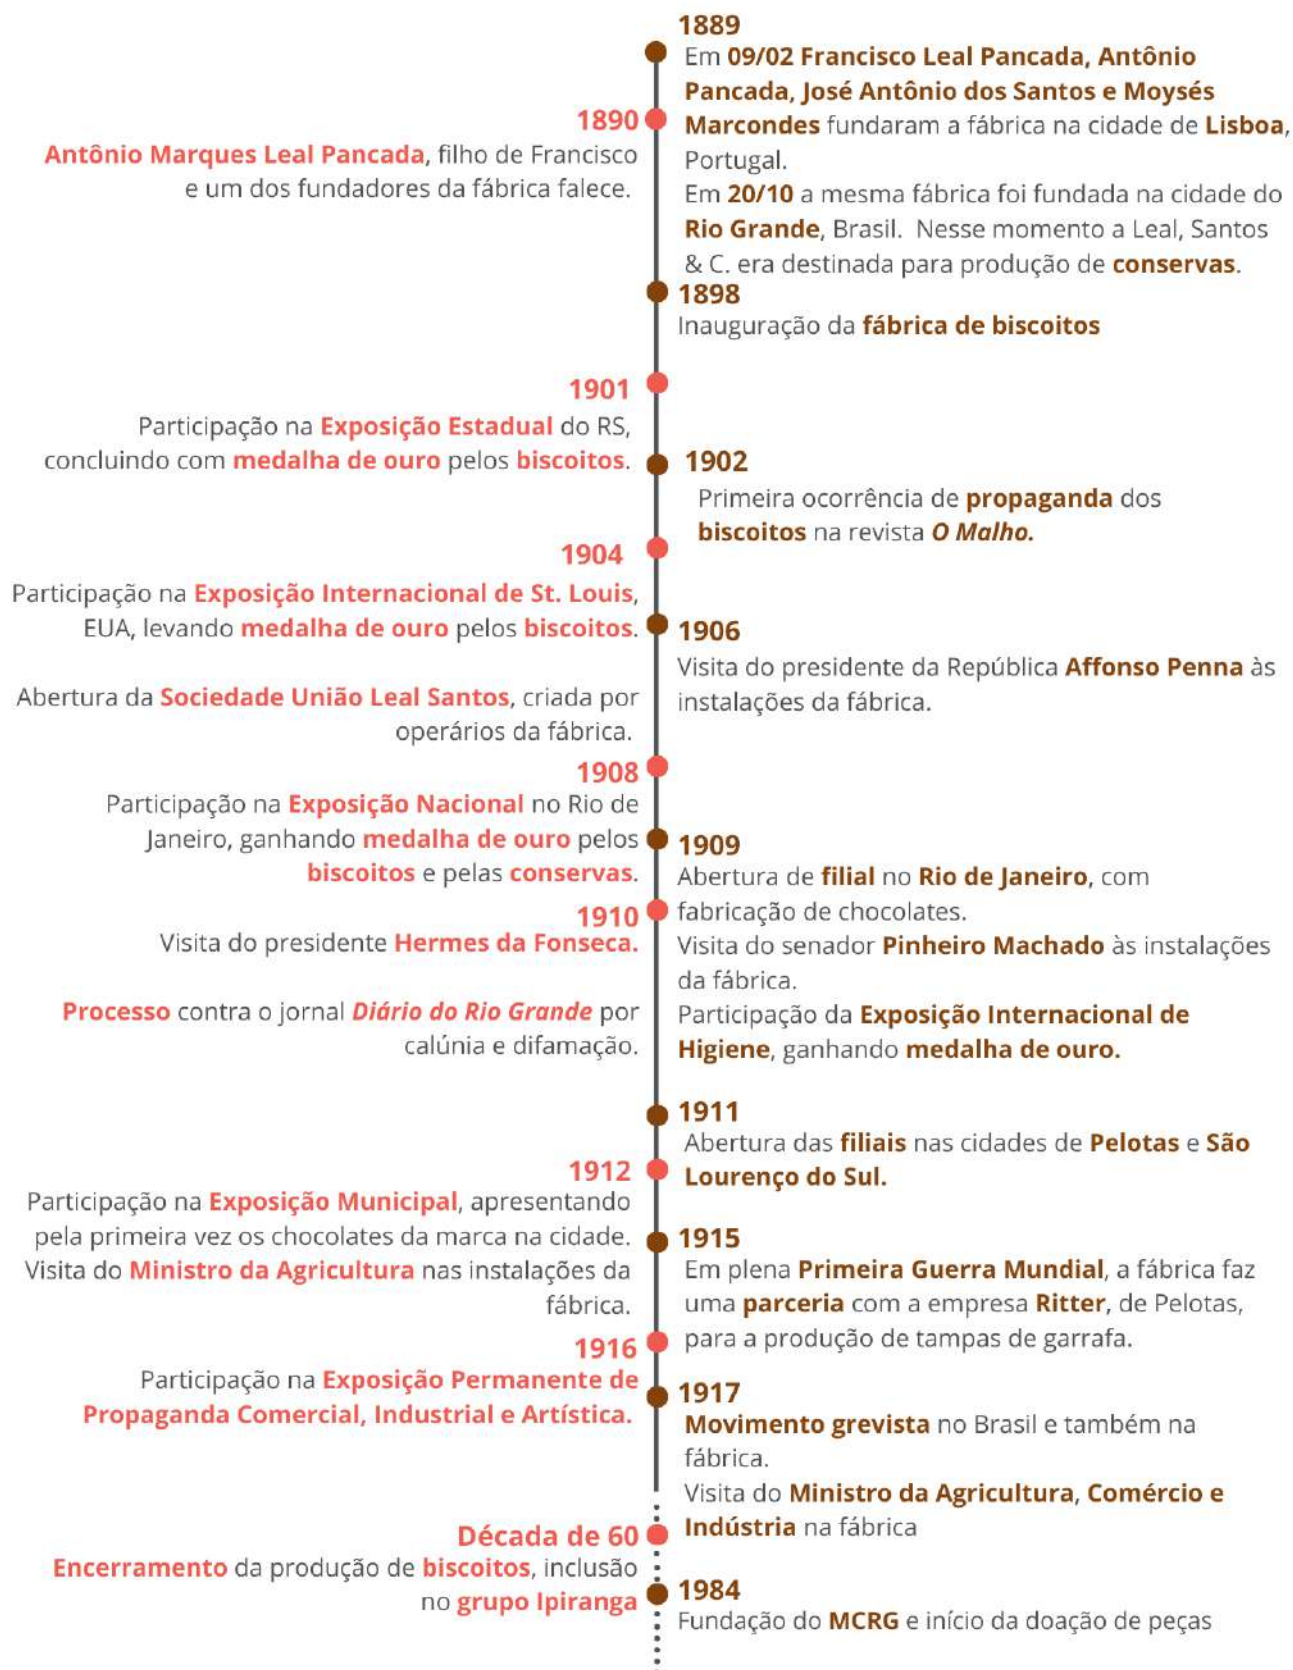 1889
Em 09/02 Francisco Leal Pancada, Antônio
Pancada, José Antônio dos Santos e Moysés
Marcondes fundaram a fábrica na cidade de Lisboa,
Portugal.
Em 20/10 a mesma fábrica foi fundada na cidade do
Rio Grande, Brasil. Nesse momento a Leal, Santos
& C. era destinada para produção de conservas.
1890
Antônio Marques Leal Pancada, filho de Francisco
e um dos fundadores da fábrica falece.
1898
Inauguração da fábrica de biscoitos
1901
Participação na Exposição Estadual do RS,
concluindo com medalha de ouro pelos biscoitos.
1902
Primeira ocorrência de propaganda dos
biscoitos na revista O Malho.
1904
Participação na Exposição Internacional de St. Louis,
EUA, levando medalha de ouro pelos biscoitos.
Abertura da Sociedade União Leal Santos, criada por
operários da fábrica.
1906
Visita do presidente da República Affonso Penna às
instalações da fábrica.
1908
Participação na Exposição Nacional no Rio de
Janeiro, ganhando medalha de ouro pelos
biscoitos e pelas conservas.
1909
Abertura de filial no Rio de Janeiro, com
fabricação de chocolates.
Visita do senador Pinheiro Machado às instalações
da fábrica.
Participação da Exposição Internacional de
Higiene, ganhando medalha de ouro.
1910
Visita do presidente Hermes da Fonseca.
Processo contra o jornal Diário do Rio Grande por
calúnia e difamação.
1911
Abertura das filiais nas cidades de Pelotas e São
Lourenço do Sul.
1912
Participação na Exposição Municipal, apresentando
pela primeira vez os chocolates da marca na cidade.
Visita do Ministro da Agricultura nas instalações da
fábrica.
1915
Em plena Primeira Guerra Mundial, a fábrica faz
uma parceria com a empresa Ritter, de Pelotas,
para a produção de tampas de garrafa.
1916
Participação na Exposição Permanente de
Propaganda Comercial, Industrial e Artística.
1917
Movimento grevista no Brasil e também na
fábrica.
Visita do Ministro da Agricultura, Comércio e
Indústria na fábrica
Década de 60
Encerramento da produção de biscoitos, inclusão
no grupo Ipiranga
1984
Fundação do MCRG e início da doação de peças